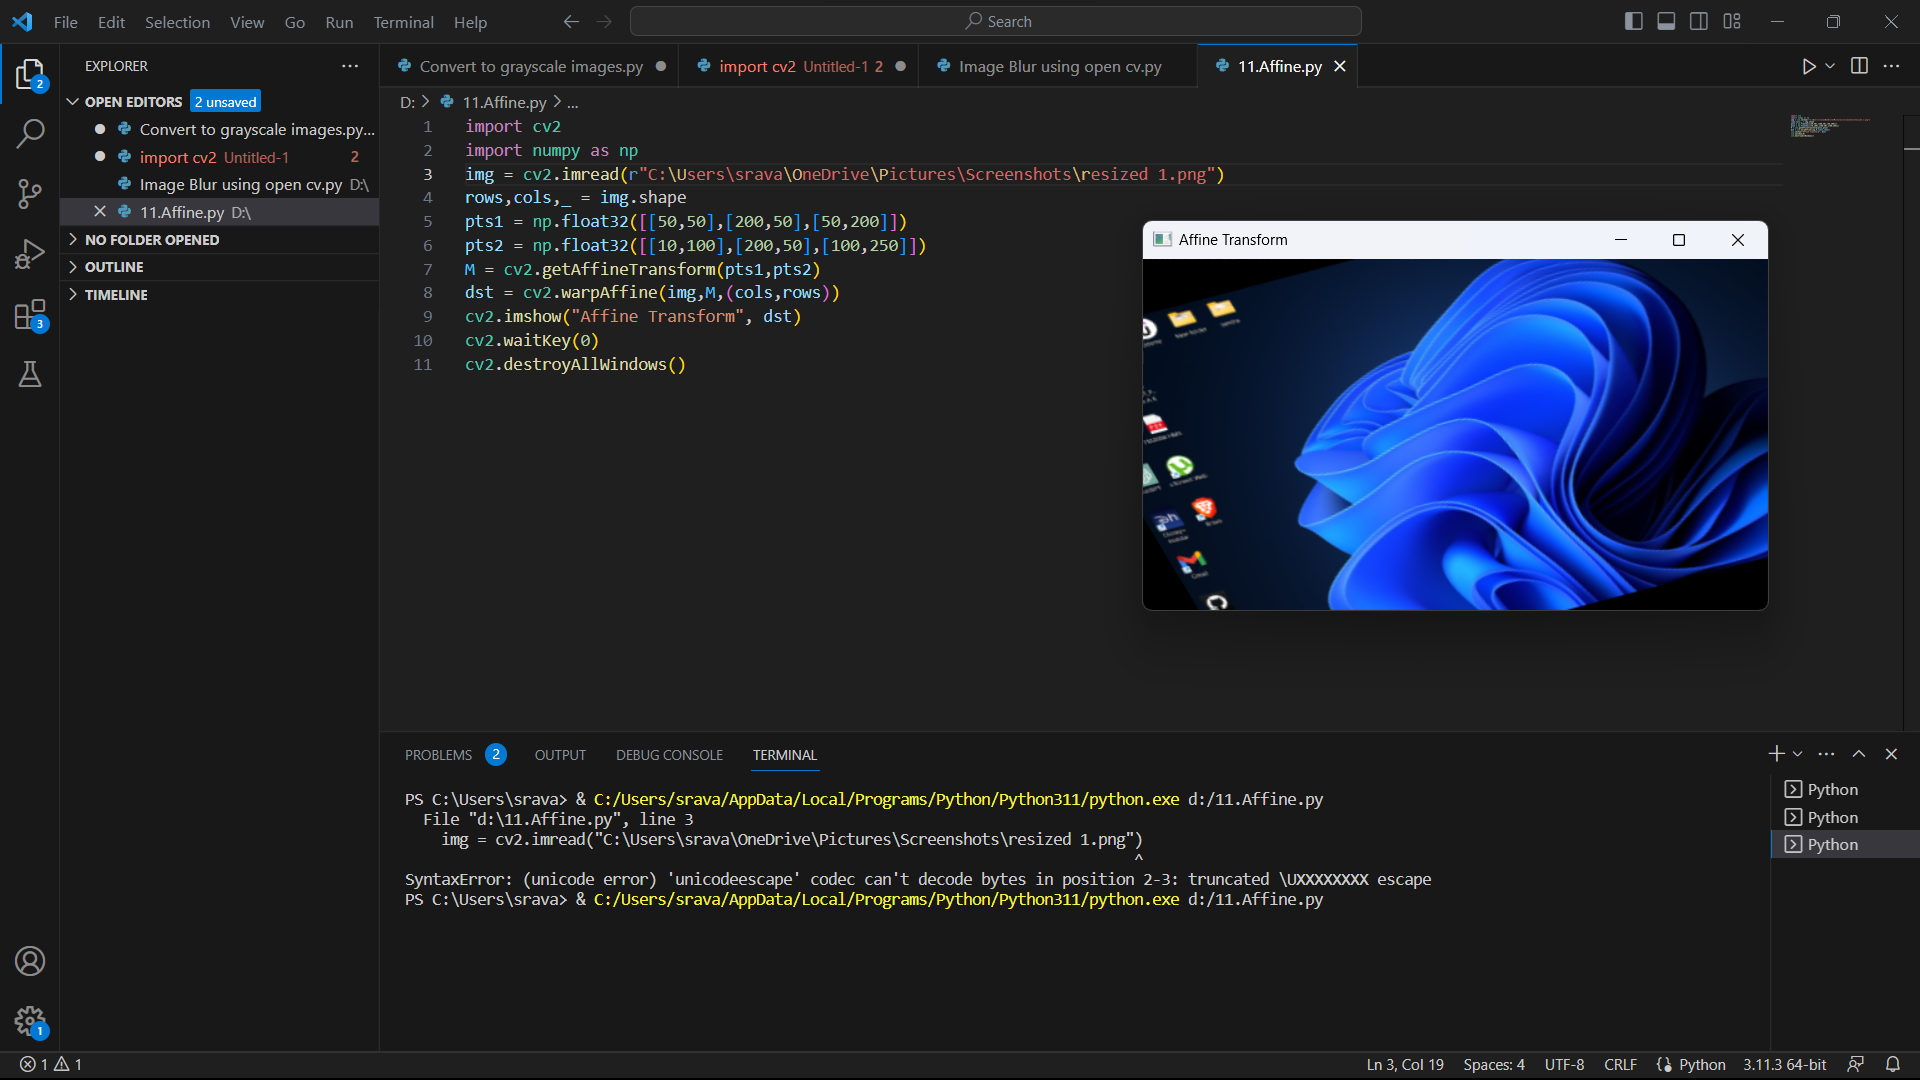 File Edit Selection View Go Run Terminal Help
Search
EXPLORER
OPEN EDITORS 2 unsaved
Convert to grayscale images.py...
import cv2 Untitled-1 2
Image Blur using open cv.py D:\
11.Affine.py D:\
NO FOLDER OPENED
OUTLINE
TIMELINE
2
3
1
Convert to grayscale images.py
import cv2 Untitled-1 2
Image Blur using open cv.py
11.Affine.py
D: > 11.Affine.py > ...
1 import cv2
2 import numpy as np
3 img = cv2.imread(r"C:\Users\srava\OneDrive\Pictures\Screenshots\resized 1.png")
4 rows,cols,_ = img.shape
5 pts1 = np.float32([[50,50],[200,50],[50,200]])
6 pts2 = np.float32([[10,100],[200,50],[100,250]])
7 M = cv2.getAffineTransform(pts1,pts2)
8 dst = cv2.warpAffine(img,M,(cols,rows))
9 cv2.imshow("Affine Transform", dst)
10 cv2.waitKey(0)
11 cv2.destroyAllWindows()
Affine Transform
New folder
Gmail
PROBLEMS 2 OUTPUT DEBUG CONSOLE TERMINAL
PS C:\Users\srava> & C:/Users/srava/AppData/Local/Programs/Python/Python311/python.exe d:/11.Affine.py
File "d:\11.Affine.py", line 3
img = cv2.imread("C:\Users\srava\OneDrive\Pictures\Screenshots\resized 1.png")
^
SyntaxError: (unicode error) 'unicodeescape' codec can't decode bytes in position 2-3: truncated \UXXXXXXXX escape
PS C:\Users\srava> & C:/Users/srava/AppData/Local/Programs/Python/Python311/python.exe d:/11.Affine.py
Python
Python
Python
1 1
Ln 3, Col 19 Spaces: 4 UTF-8 CRLF Python 3.11.3 64-bit